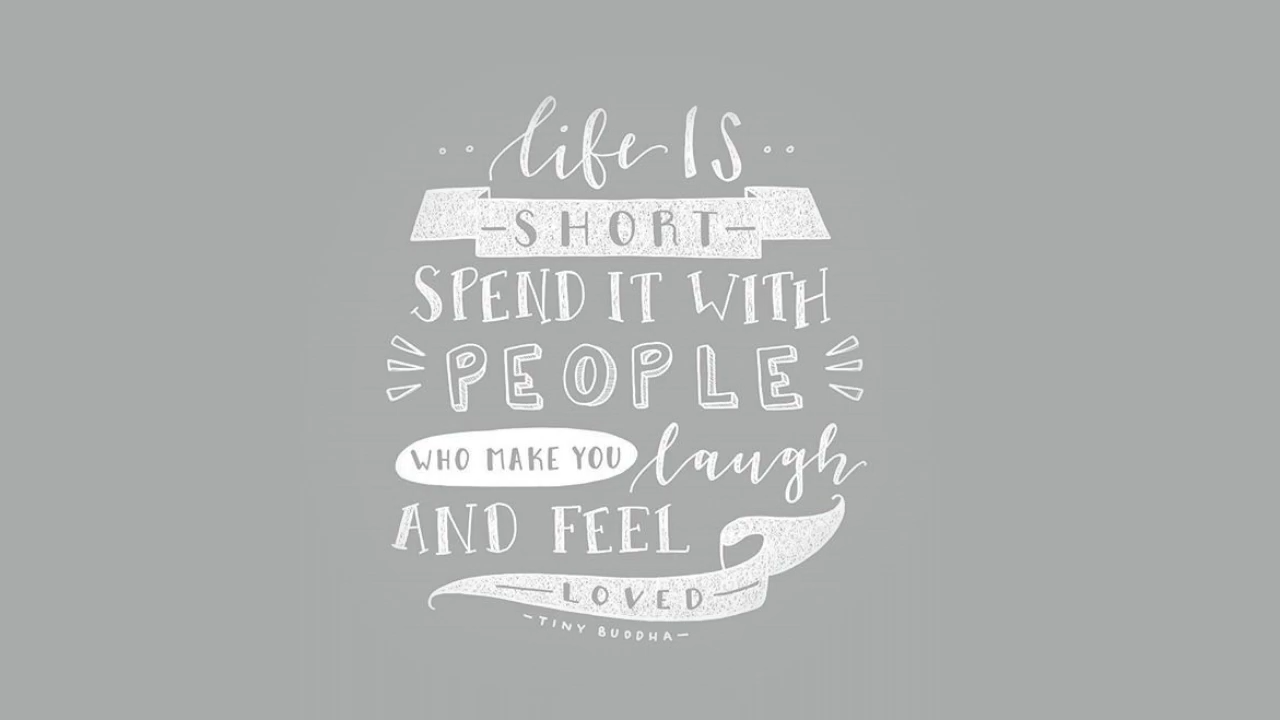 life IS
SHORT
SPEND IT WITH
PEOPLE
WHO MAKE YOU laugh
AND FEEL
LOVED
-TINY BUDDHA-